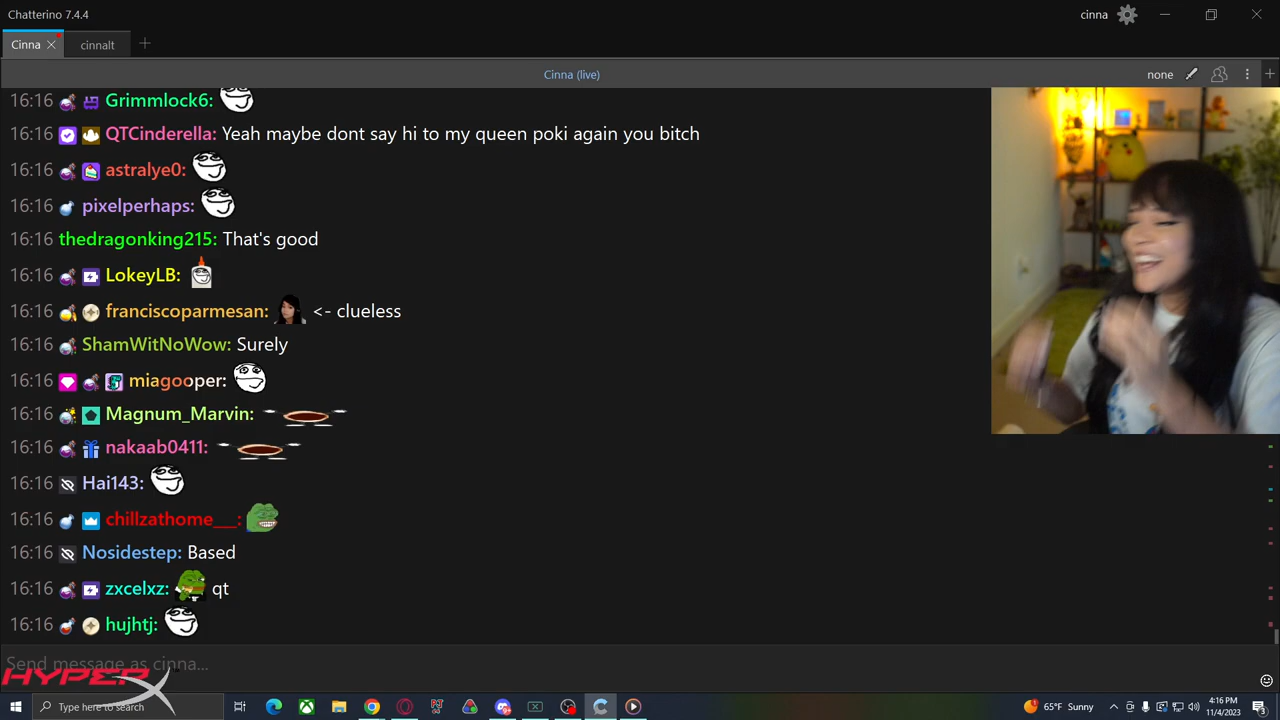 Chatterino 7.4.4
cinna
Cinna
cinnalt
Cinna (live)
none
16:16 Grimmlock6:
16:16 QTCinderella: Yeah maybe dont say hi to my queen poki again you bitch
16:16 astralye0:
16:16 pixelperhaps:
16:16 thedragonking215: That's good
16:16 LokeyLB:
16:16 franciscoparmesan: <- clueless
16:16 ShamWitNoWow: Surely
16:16 miagooper:
16:16 Magnum_Marvin:
16:16 nakaab0411:
16:16 Hai143:
16:16 chillzathome___:
16:16 Nosidestep: Based
16:16 zxcelxz: qt
16:16 hujhtj:
Send message as cinna...
HYPERX
Type here to search
65°F Sunny
4:16 PM
11/4/2023
3